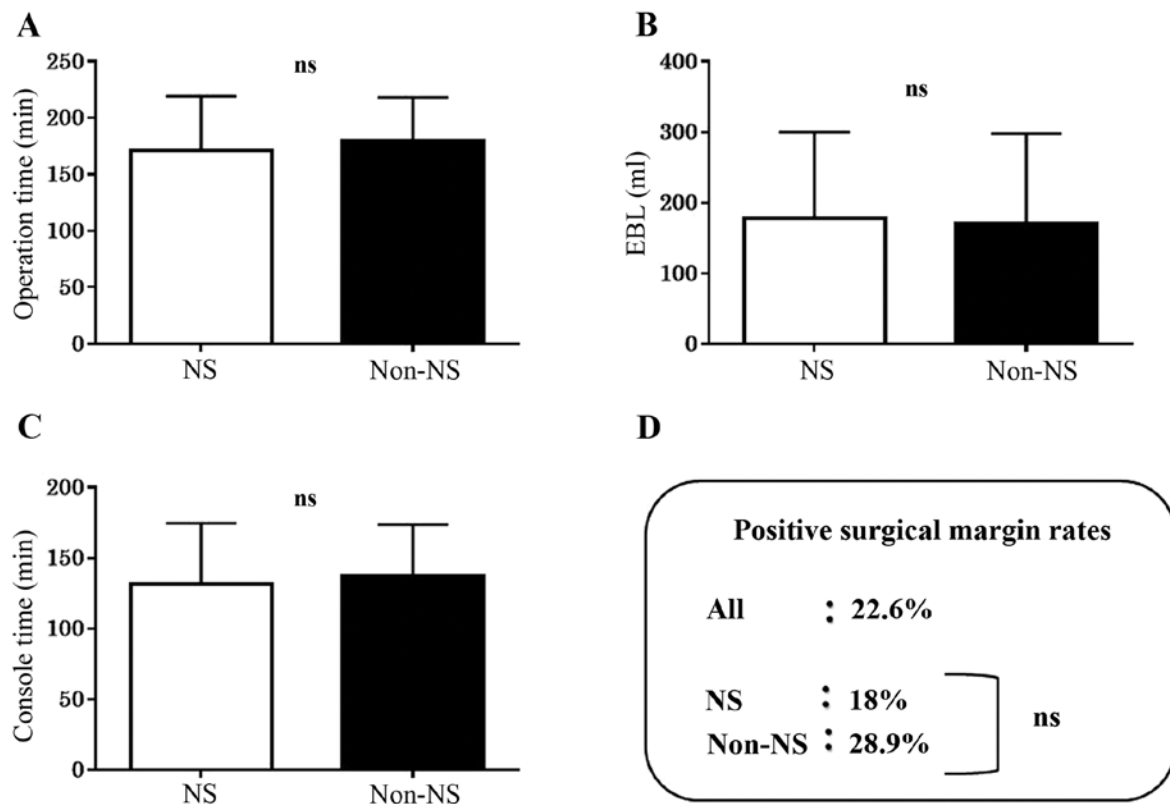 A
Operation time (min)
250
200
150
100
50
0
ns
NS Non-NS
B
EBL (ml)
400
300
200
100
0
ns
NS Non-NS
C
Console time (min)
200
150
100
50
0
ns
NS Non-NS
D
Positive surgical margin rates
All : 22.6%
NS : 18%
Non-NS : 28.9%
ns